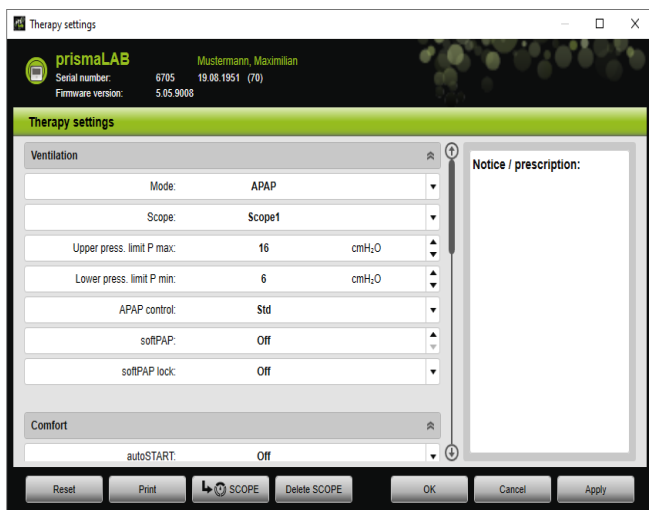 Therapy settings
prismaLAB Mustermann, Maximilian
Serial number: 6705 19.08.1951 (70)
Firmware version: 5.05.9008
Therapy settings
Ventilation
Notice / prescription:
Mode: APAP
Scope: Scope1
Upper press. limit P max: 16 cmH₂O
Lower press. limit P min: 6 cmH₂O
APAP control: Std
softPAP: Off
softPAP lock: Off
Comfort
autoSTART: Off
Reset Print SCOPE Delete SCOPE OK Cancel Apply